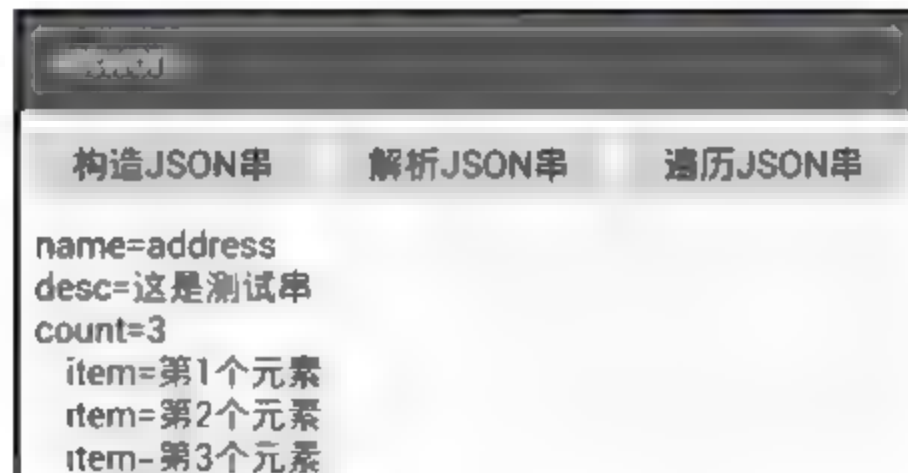 构造JSON串 解析JSON串 遍历JSON串
name=address
desc=这是测试串
count=3
item=第1个元素
item=第2个元素
item=第3个元素